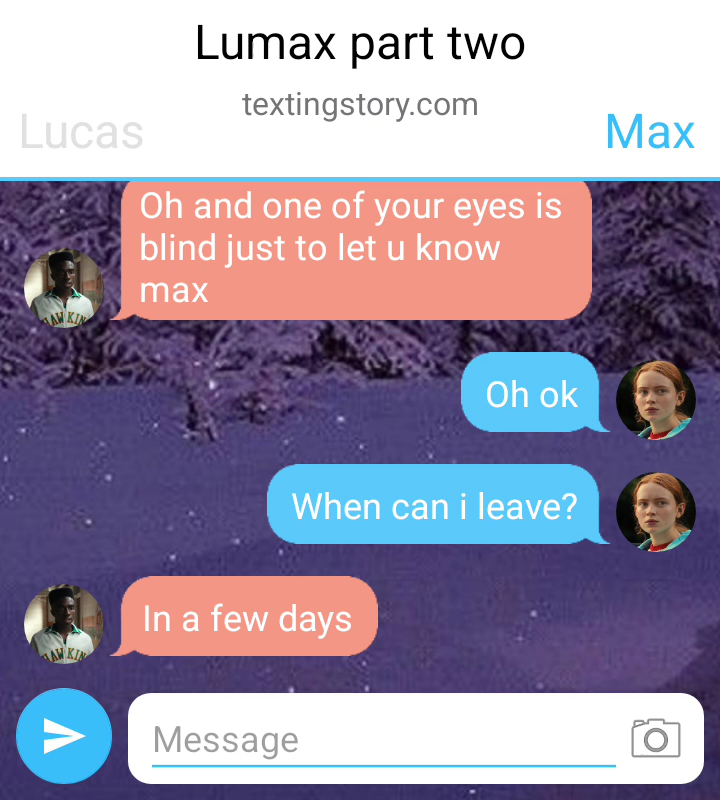 Lumax part two
textingstory.com
Lucas
Max
Oh and one of your eyes is
blind just to let u know
max
Oh ok
When can i leave?
In a few days
Message